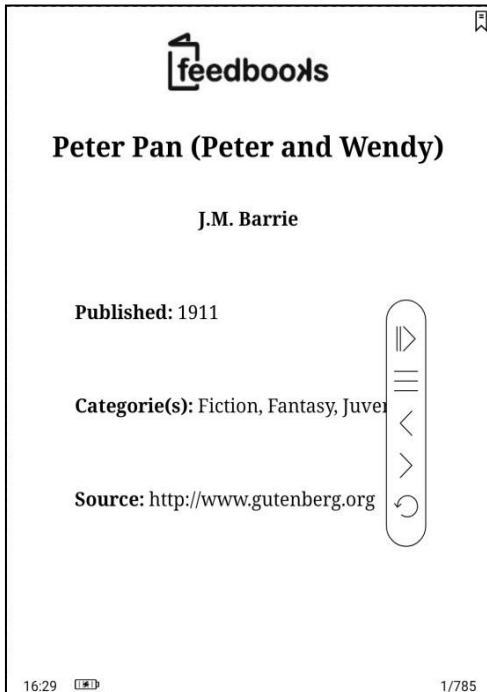 feedbooks
Peter Pan (Peter and Wendy)
J.M. Barrie
Published: 1911
Categorie(s): Fiction, Fantasy,
Source: http://www.gutenberg.org
16:29
1/785